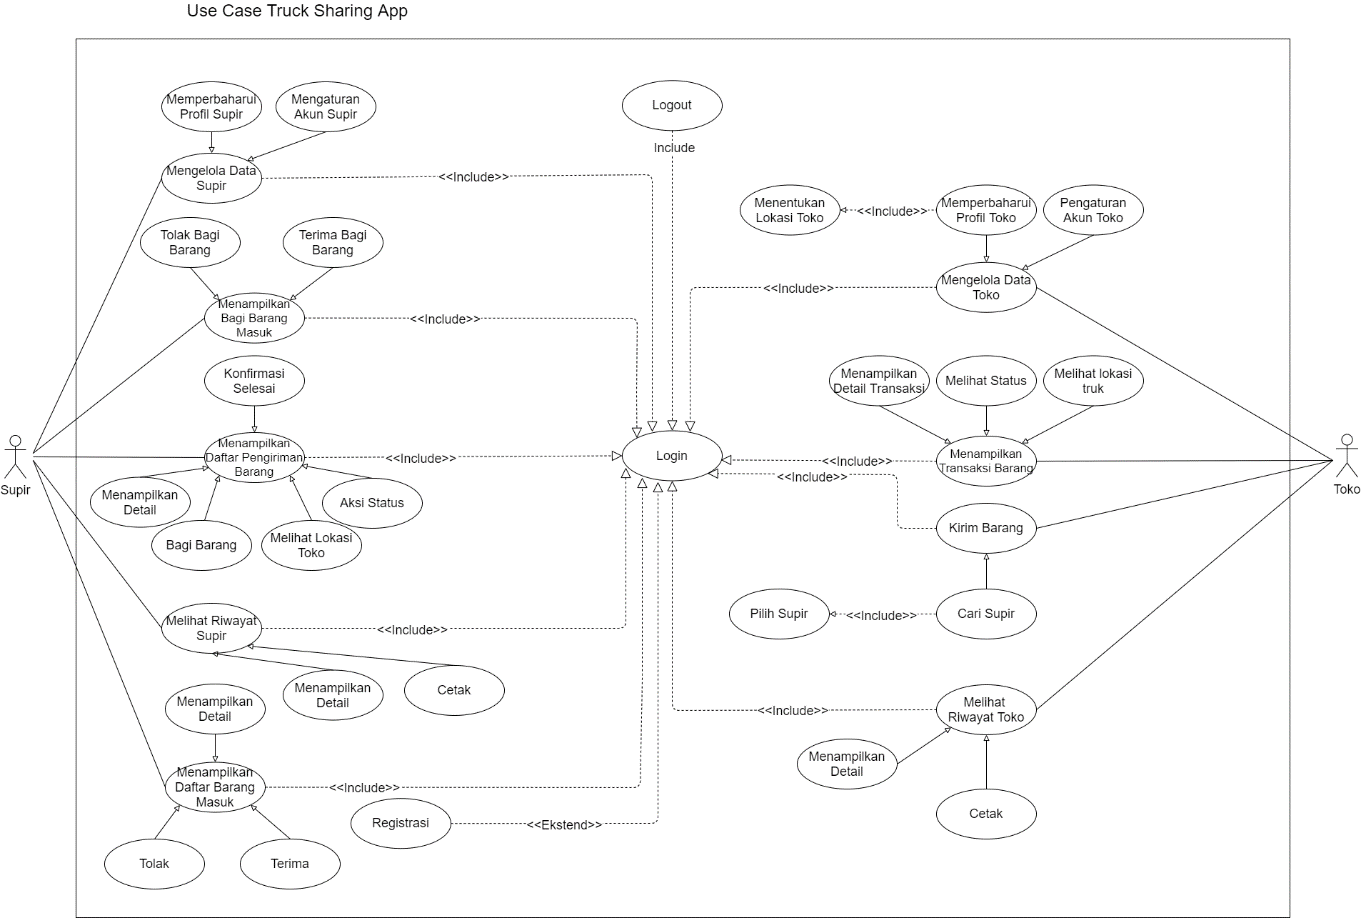 Use Case Truck Sharing App
Memperbaharui
Profil Supir
Mengaturan
Akun Supir
Logout
Include
Mengelola Data
Supir
<<Include>>
Menentukan
Lokasi Toko
<<Include>>
Memperbaharui
Profil Toko
Pengaturan
Akun Toko
Tolak Bagi
Barang
Terima Bagi
Barang
Mengelola Data
Toko
<<Include>>
Menampilkan
Bagi Barang
Masuk
<<Include>>
Konfirmasi
Selesai
Menampilkan
Detail Transaksi
Melihat Status
Melihat lokasi
truk
Supir
Menampilkan
Daftar Pengiriman
Barang
<<Include>>
Login
<<Include>>
<<Include>>
Menampilkan
Transaksi Barang
Toko
Menampilkan
Detail
Aksi Status
Bagi Barang
Melihat Lokasi
Toko
Kirim Barang
Melihat Riwayat
Supir
<<Include>>
Pilih Supir
<<Include>>
Cari Supir
Menampilkan
Detail
Cetak
Menampilkan
Detail
<<Include>>
Melihat
Riwayat Toko
Menampilkan
Detail
Menampilkan
Daftar Barang
Masuk
<<Include>>
Registrasi
<<Ekstend>>
Cetak
Tolak
Terima